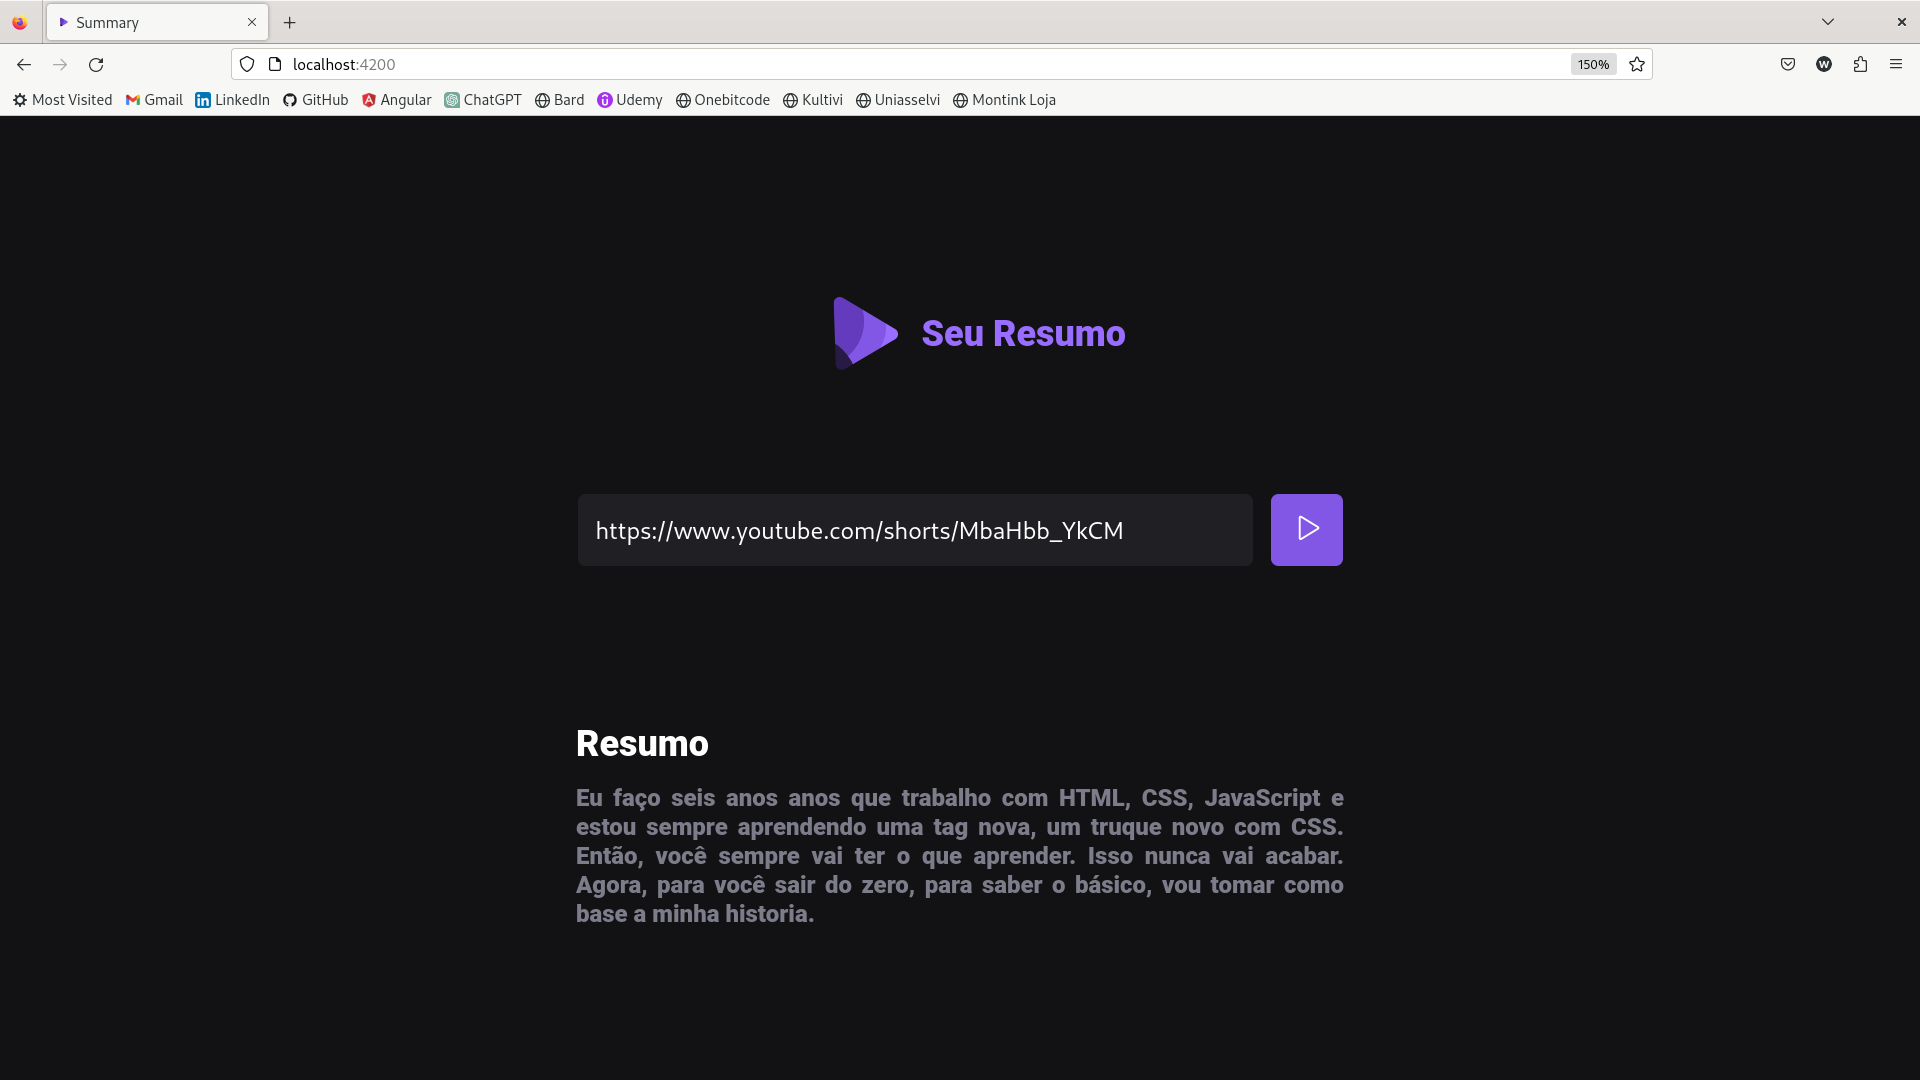 Summary
localhost:4200
150%
W
Most Visited
Gmail
LinkedIn
GitHub
Angular
ChatGPT
Bard
Udemy
Onebitcode
Kultivi
Uniasselvi
Montink Loja
Seu Resumo
https://www.youtube.com/shorts/MbaHbb_YkCM
Resumo
Eu faço seis anos anos que trabalho com HTML, CSS, JavaScript e
estou sempre aprendendo uma tag nova, um truque novo com CSS.
Então, você sempre vai ter o que aprender. Isso nunca vai acabar.
Agora, para você sair do zero, para saber o básico, vou tomar como
base a minha historia.